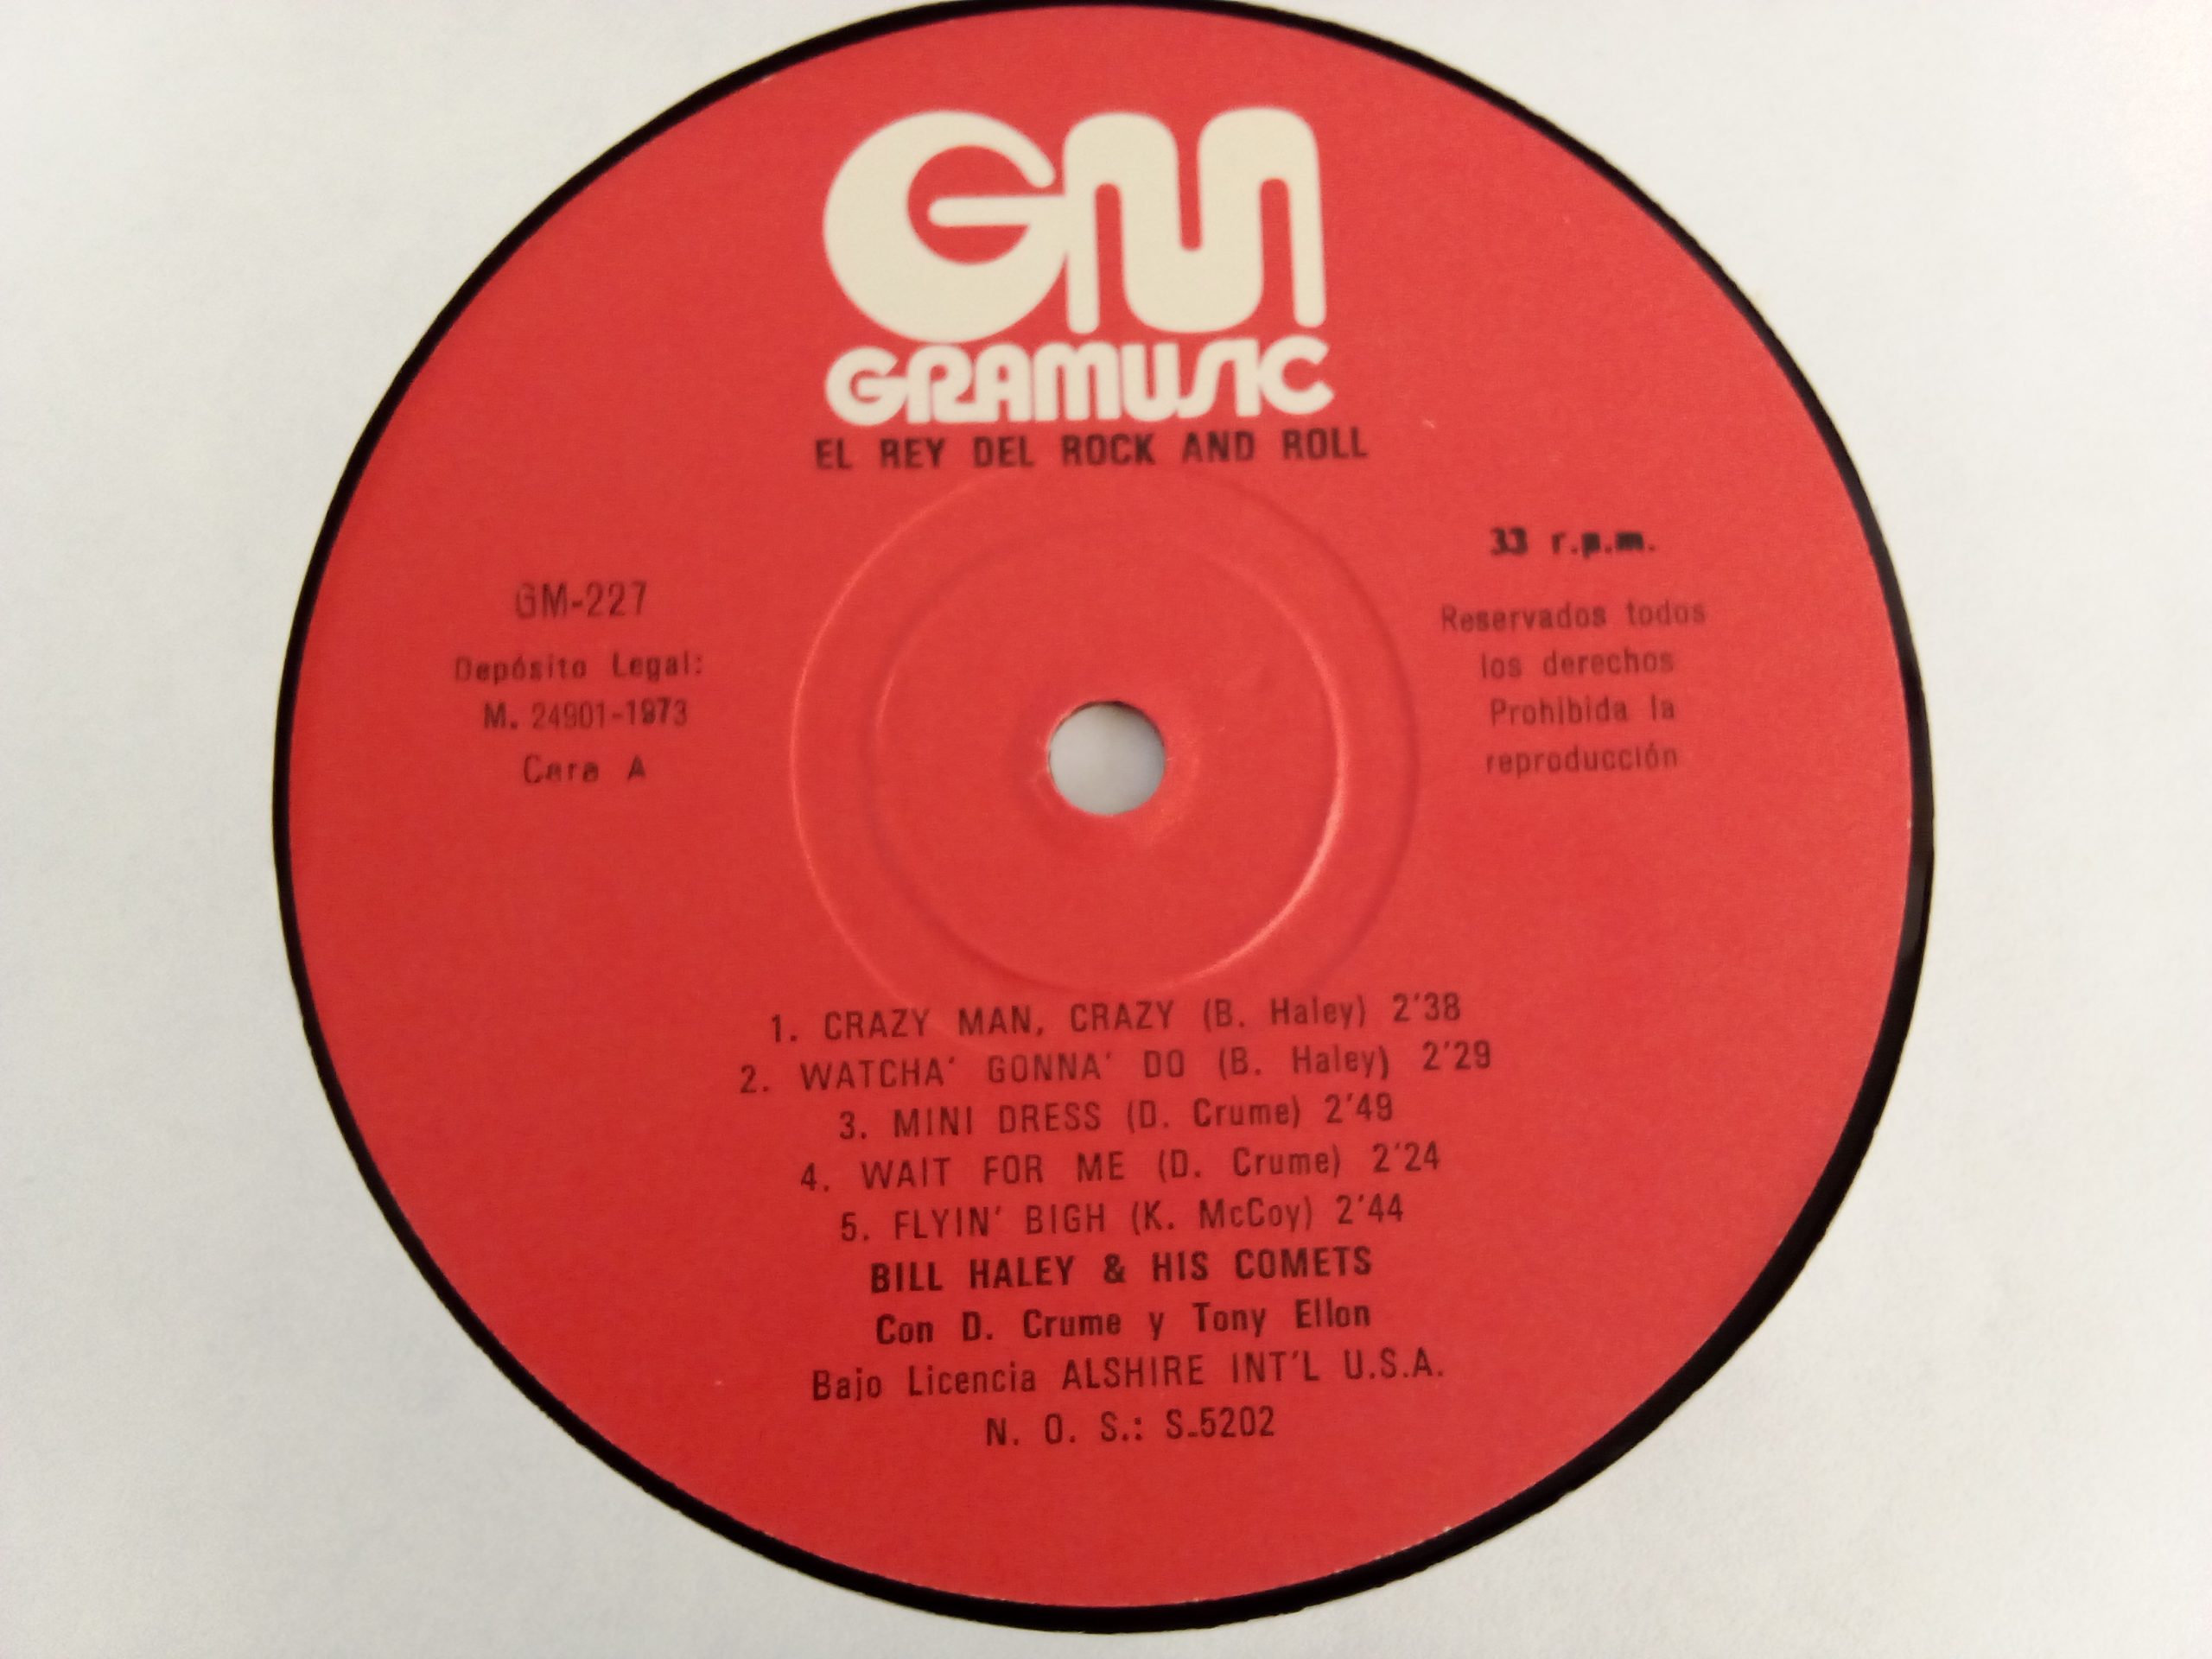 GM
GRAMUSIC
EL REY DEL ROCK AND ROLL
33 r.p.m.
GM-227
Depósito Legal:
M. 24901-1973
Cara A
Reservados todos
los derechos
Prohibida la
reproducción
1. CRAZY MAN, CRAZY (B. Haley) 2'38
2. WATCHA' GONNA' DO (B. Haley) 2'29
3. MINI DRESS (D. Crume) 2'49
4. WAIT FOR ME (D. Crume) 2'24
5. FLYIN' BIGH (K. McCoy) 2'44
BILL HALEY & HIS COMETS
Con D. Crume y Tony Ellon
Bajo Licencia ALSHIRE INT'L U.S.A.
N. O. S.: S-5202